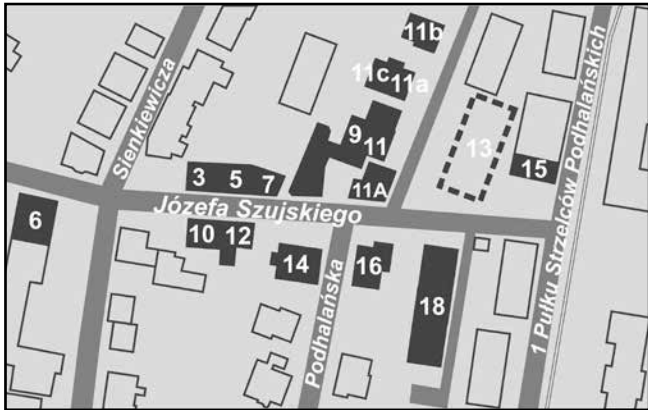 11b
11c
11a
Sienkiewicza
9
11
13
15
1 Pułku Strzelców Podhalańskich
3
5
7
11A
Józefa Szujskiego
6
10
12
14
Podhalańska
16
18